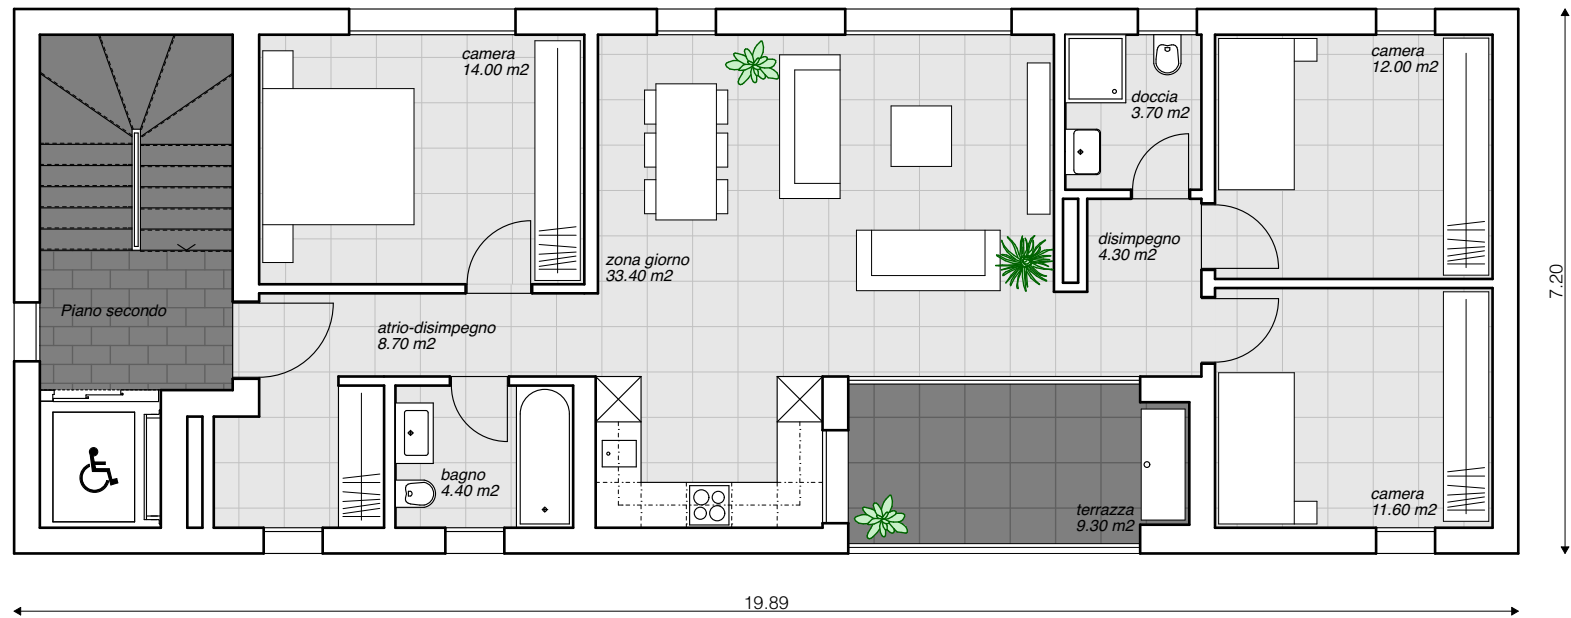 camera
14.00 m2
camera
12.00 m2
doccia
3.70 m2
zona giorno
33.40 m2
disimpegno
4.30 m2
Piano secondo
atrio-disimpegno
8.70 m2
7.20
bagno
4.40 m2
terrazza
9.30 m2
camera
11.60 m2
19.89